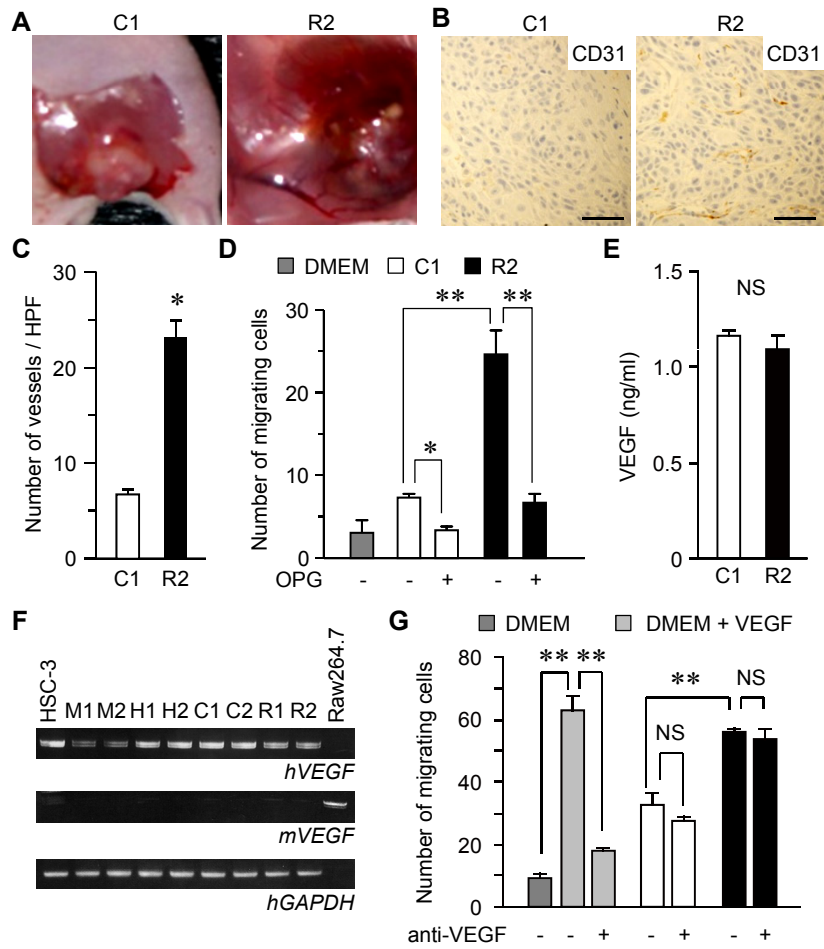 A
C1
R2
B
C1
R2
CD31
CD31
C
Number of vessels / HPF
30
20
10
0
*
C1
R2
D
DMEM
C1
R2
Number of migrating cells
30
20
10
0
**
**
*
OPG
- - + - +
E
VEGF (ng/ml)
1.5
1.0
0.5
0
NS
C1
R2
F
HSC-3 M1 M2 H1 H2 C1 C2 R1 R2 Raw264.7
hVEGF
mVEGF
hGAPDH
G
DMEM
DMEM + VEGF
Number of migrating cells
80
60
40
20
0
** **
**
NS
NS
anti-VEGF
- - + - + - +